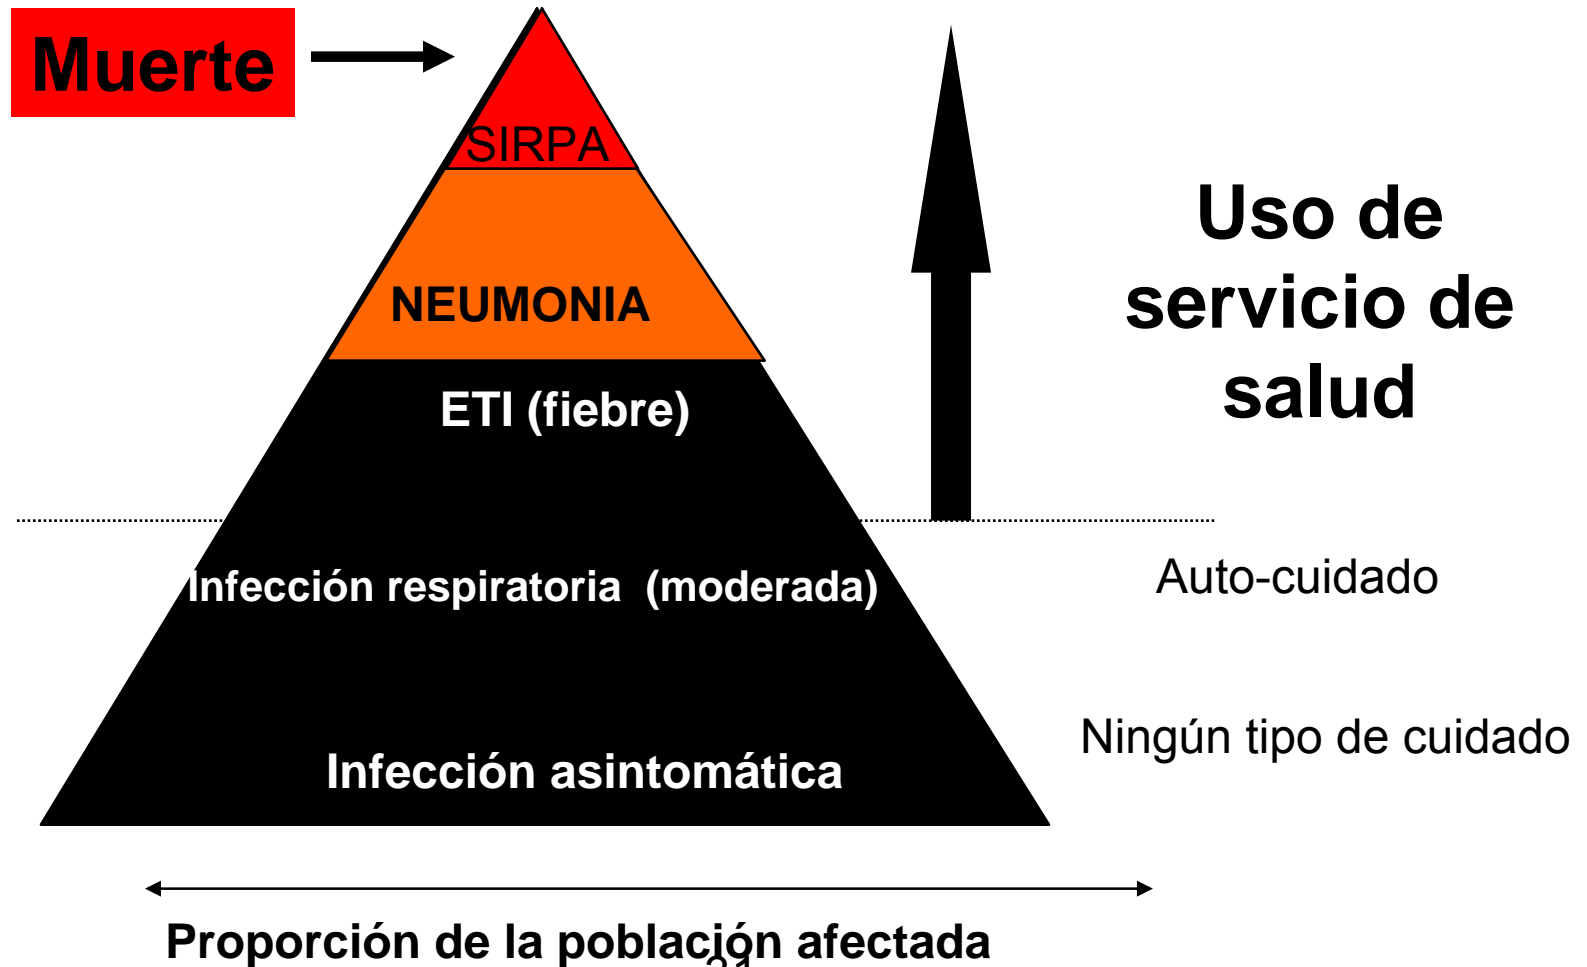 Muerte
SIRPA
NEUMONIA
ETI (fiebre)
Uso de
servicio de
salud
Infección respiratoria (moderada)
Auto-cuidado
Ningún tipo de cuidado
Infección asintomática
Proporción de la población afectada